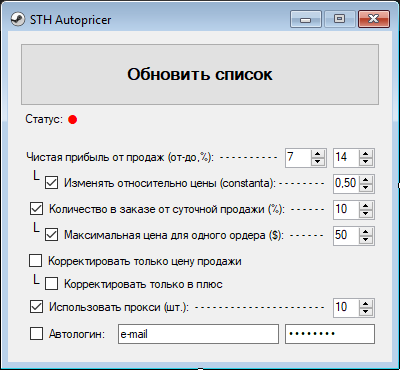 STH Autopricer
Обновить список
Статус:
Чистая прибыль от продаж (от-до,%): - - - - - - - - - - 7 14
Изменять относительно цены (constanta): - - - - - - - 0,50
Количество в заказе от суточной продажи (%): - - - - - 10
Максимальная цена для одного ордера ($): - - - - - 50
Корректировать только цену продажи
Корректировать только в плюс
Использовать прокси (шт.): - - - - - - - - - - - - - - - - - - 10
Автологин: e-mail ••••••••